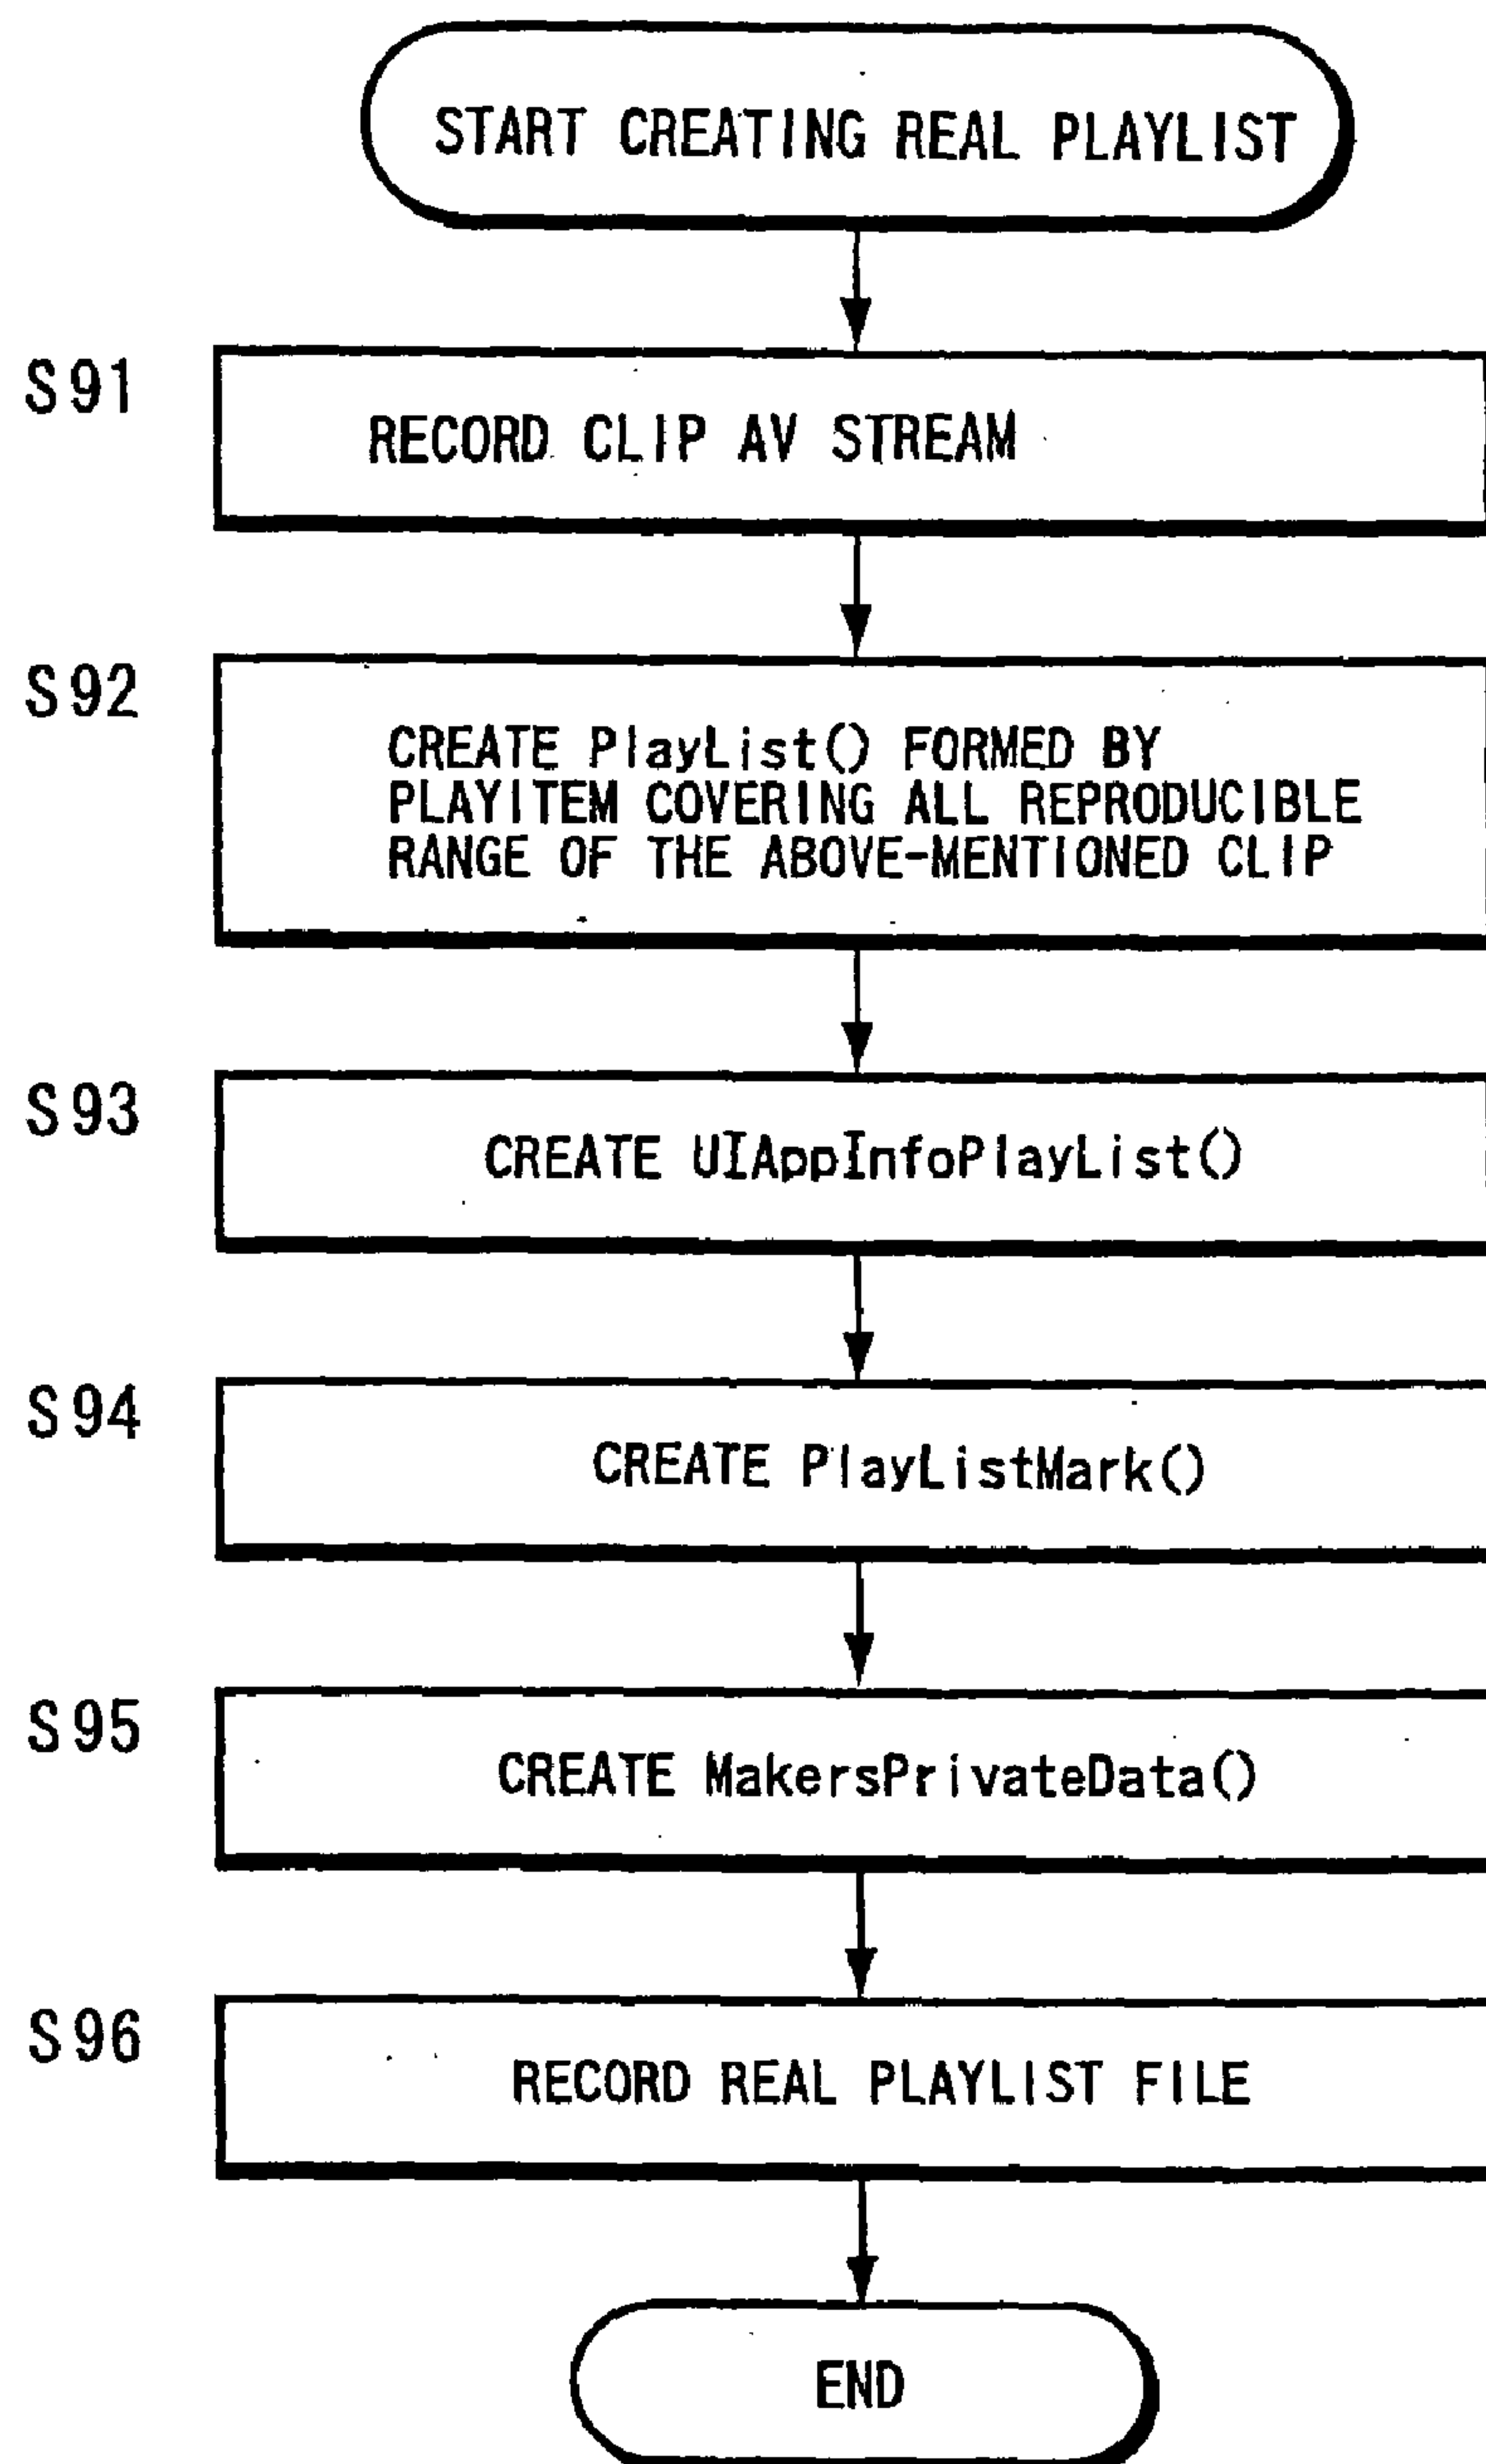 START CREATING REAL PLAYLIST
S91
RECORD CLIP AV STREAM
S92
CREATE PlayList() FORMED BY
PLAYITEM COVERING ALL REPRODUCIBLE
RANGE OF THE ABOVE-MENTIONED CLIP
S93
CREATE UIAppInfoPlayList()
S94
CREATE PlayListMark()
S95
CREATE MakersPrivateData()
S96
RECORD REAL PLAYLIST FILE
END